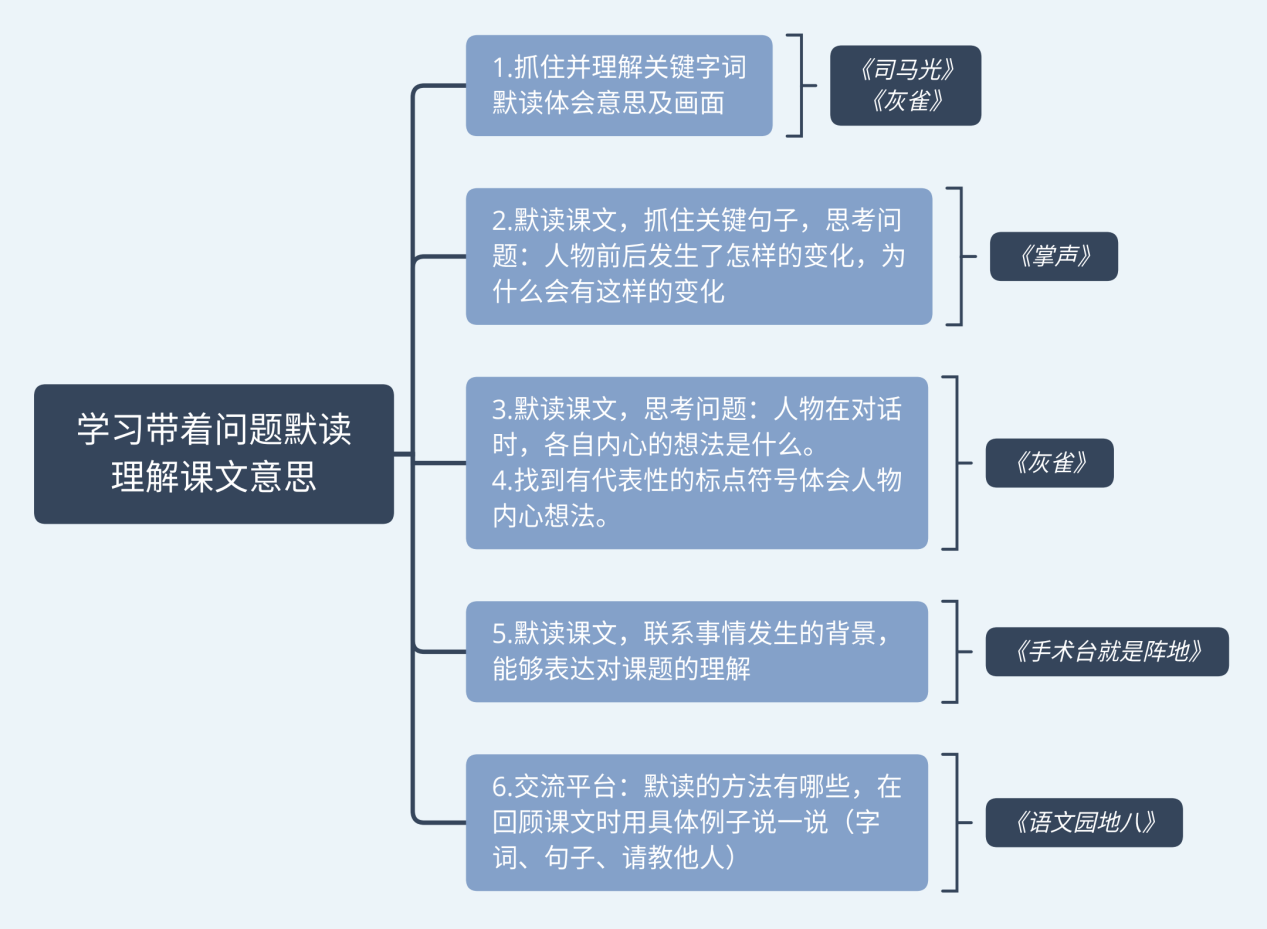 学习带着问题默读
理解课文意思
1.抓住并理解关键字词
默读体会意思及画面
《司马光》
《灰雀》
2.默读课文，抓住关键句子，思考问
题：人物前后发生了怎样的变化，为
什么会有这样的变化
《掌声》
3.默读课文，思考问题：人物在对话
时，各自内心的想法是什么。
4.找到有代表性的标点符号体会人物
内心想法。
《灰雀》
5.默读课文，联系事情发生的背景，
能够表达对课题的理解
《手术台就是阵地》
6.交流平台：默读的方法有哪些，在
回顾课文时用具体例子说一说（字
词、句子、请教他人）
《语文园地八》